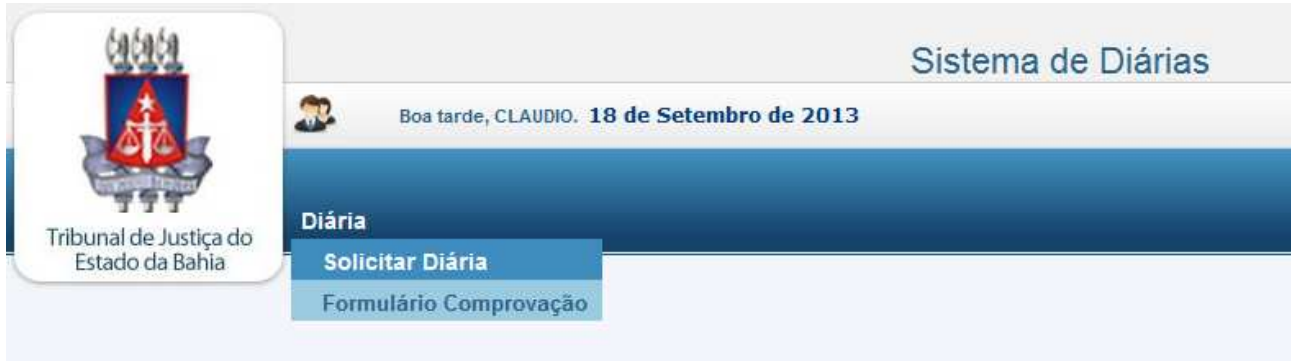 Sistema de Diárias
Boa tarde, CLAUDIO. 18 de Setembro de 2013
Tribunal de Justiça do
Estado da Bahia
Diária
Solicitar Diária
Formulário Comprovação